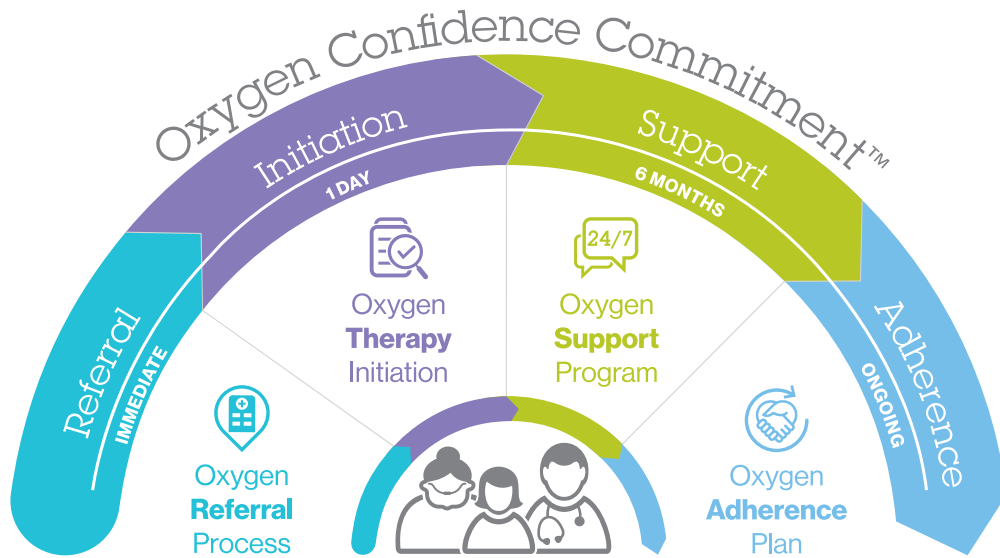 Oxygen Confidence Commitment™
Referral
IMMEDIATE
Initiation
1 DAY
Support
6 MONTHS
Adherence
ONGOING
Oxygen
Referral
Process
Oxygen
Therapy
Initiation
24/7
Oxygen
Support
Program
Oxygen
Adherence
Plan